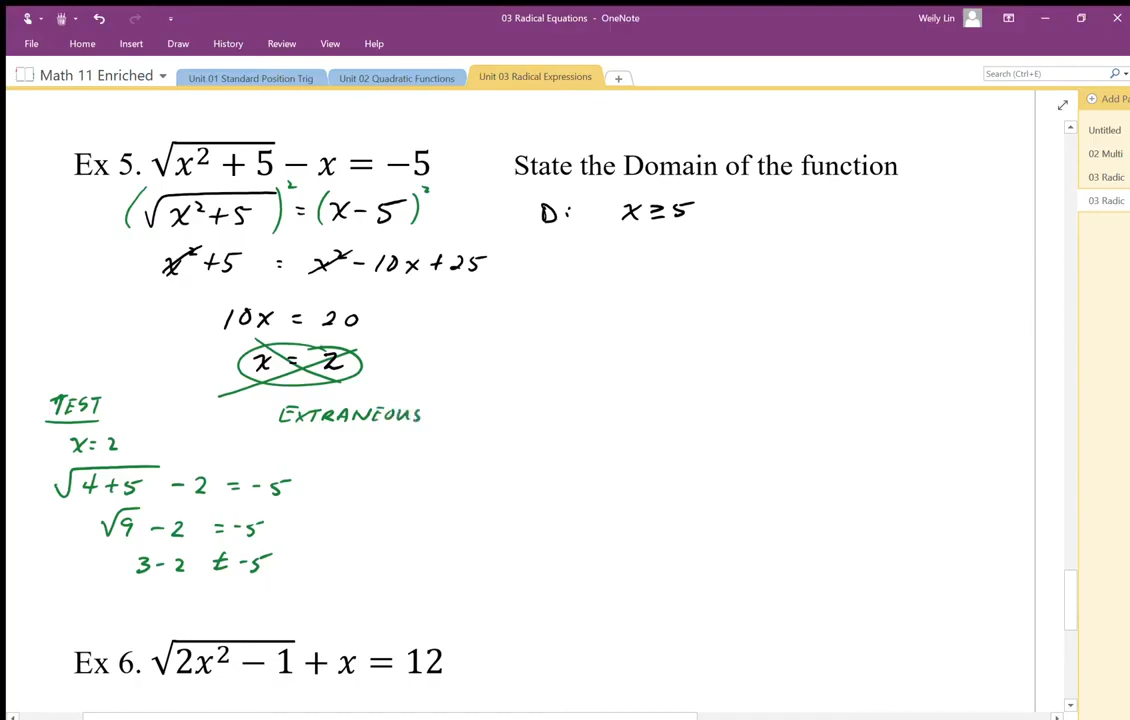 03 Radical Equations - OneNote
Weily Lin
File Home Insert Draw History Review View Help
Math 11 Enriched
Unit 01 Standard Position Trig
Unit 02 Quadratic Functions
Unit 03 Radical Expressions
Search (Ctrl+E)
Add Pa
Untitled
02 Multi
03 Radic
03 Radic
Ex 5. √(x² + 5) − x = −5
State the Domain of the function
(√(x² + 5))² = (x − 5)²
D: x ≥ 5
x² + 5 = x² − 10x + 25
10x = 20
x = 2
EXTRANEOUS
TEST
x = 2
√(4 + 5) − 2 = −5
√9 − 2 = −5
3 − 2 ≠ −5
Ex 6. √(2x² − 1) + x = 12